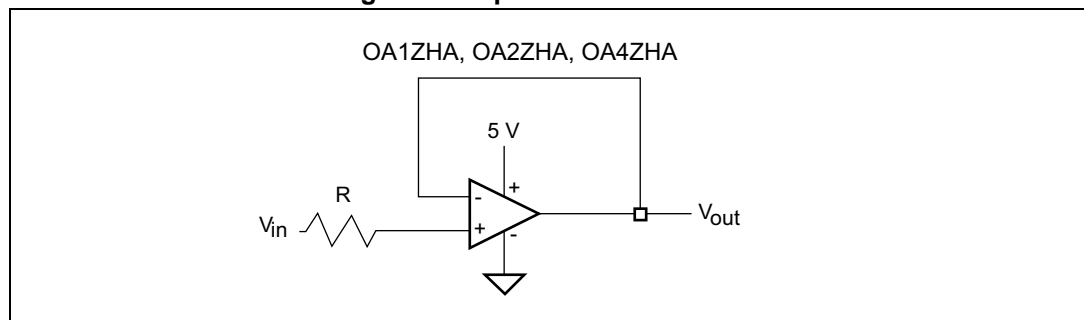 OA1ZHA, OA2ZHA, OA4ZHA
5 V
+
-
R
Vin
+
-
Vout